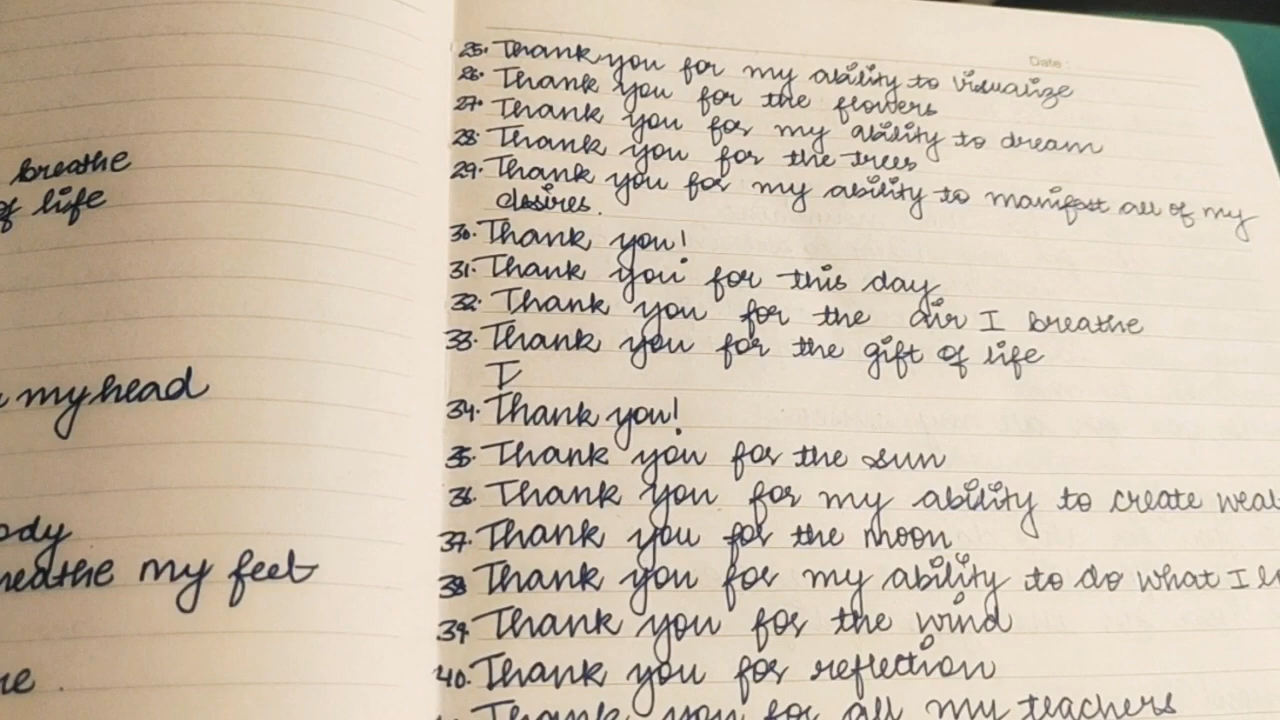 breathe
of life
my head
my feet
Date :
25. Thank you for my ability to visualize
26. Thank you for the flowers
27. Thank you for my ability to dream
28. Thank you for the trees
29. Thank you for my ability to manifest all of my
desires.
30. Thank you!
31. Thank you for this day
32. Thank you for the air I breathe
33. Thank you for the gift of life
I
34. Thank you!
35. Thank you for the sun
36. Thank you for my ability to create
37. Thank you for the moon
38 Thank you for my ability to do what I
39. Thank you for the wind
40. Thank you for reflection
Thank you for all my teachers